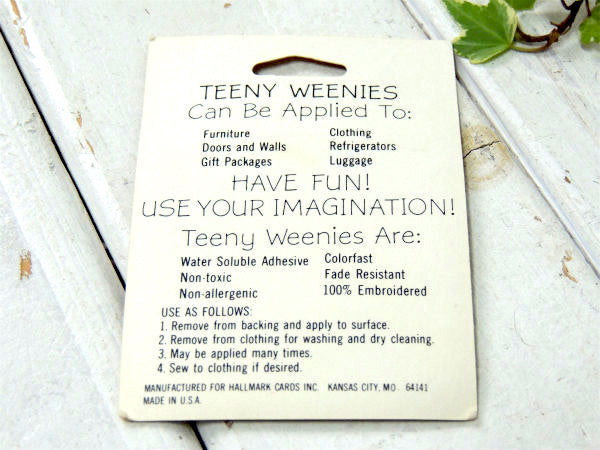 TEENY WEENIES
Can Be Applied To:
Furniture Clothing
Doors and Walls Refrigerators
Gift Packages Luggage
HAVE FUN!
USE YOUR IMAGINATION!
Teeny Weenies Are:
Water Soluble Adhesive Colorfast
Non-toxic Fade Resistant
Non-allergenic 100% Embroidered
USE AS FOLLOWS:
1. Remove from backing and apply to surface.
2. Remove from clothing for washing and dry cleaning.
3. May be applied many times.
4. Sew to clothing if desired.
MANUFACTURED FOR HALLMARK CARDS INC. KANSAS CITY, MO. 64141
MADE IN U.S.A.